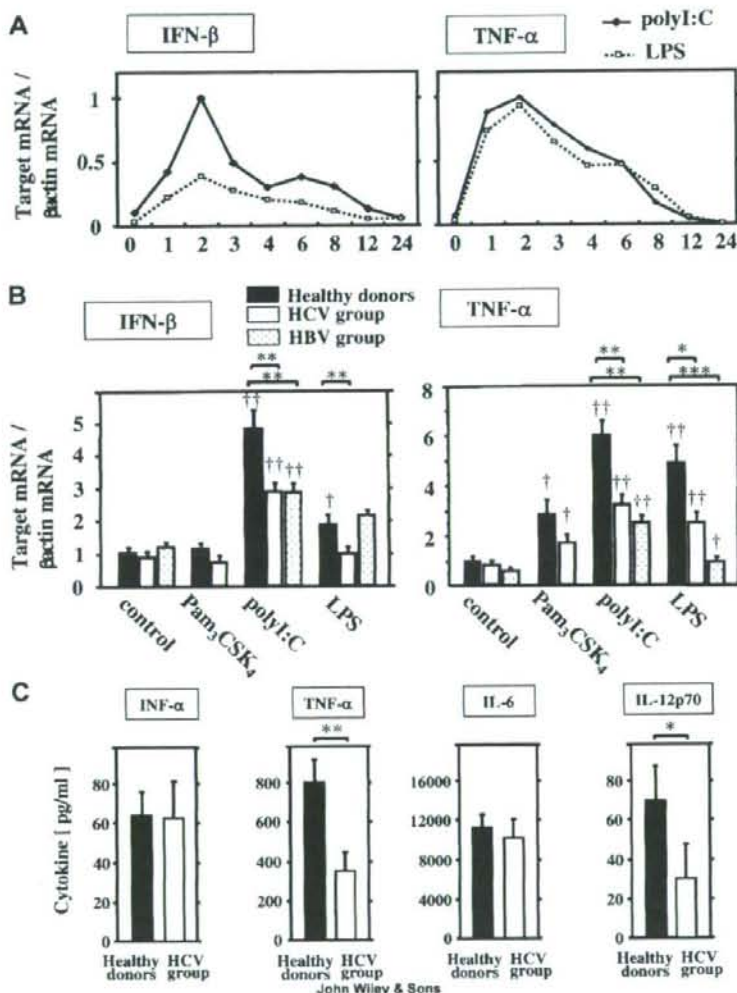 A
IFN-β
TNF-α
polyI:C
LPS
Target mRNA /
βactin mRNA
1
0.5
0
0 1 2 3 4 6 8 12 24
0 1 2 3 4 6 8 12 24
B
IFN-β
Healthy donors
HCV group
HBV group
TNF-α
Target mRNA /
βactin mRNA
** ** **
†† †† †† †
5
4
3
2
1
0
control Pam3CSK4 polyI:C LPS
** ** * ***
† † †† †† †† †† †† †
8
6
4
2
0
control Pam3CSK4 polyI:C LPS
C
INF-α
TNF-α
IL-6
IL-12p70
** *
Cytokine [ pg/ml ]
80
60
40
20
0
800
600
400
200
0
16000
12000
8000
4000
0
80
60
40
20
0
Healthy donors HCV group
Healthy donors HCV group
Healthy donors HCV group
Healthy donors HCV group
John Wiley & Sons